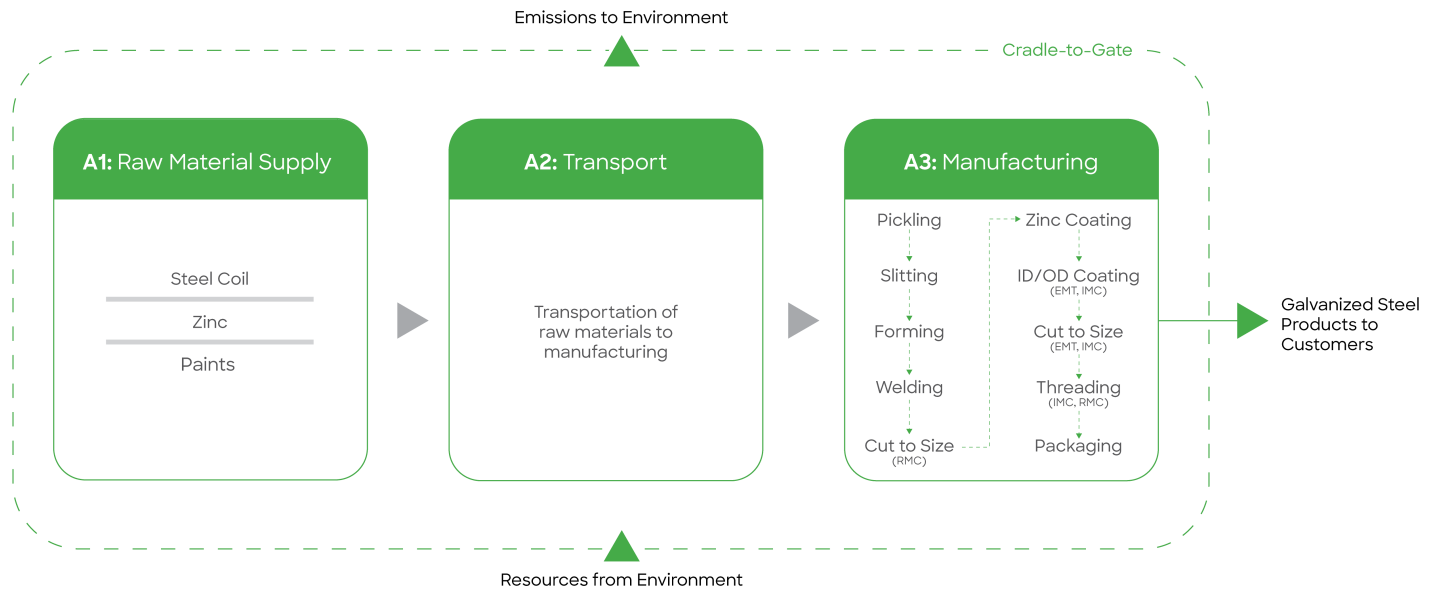 Emissions to Environment
Cradle-to-Gate
A1: Raw Material Supply
Steel Coil
Zinc
Paints
A2: Transport
Transportation of
raw materials to
manufacturing
A3: Manufacturing
Pickling
Slitting
Forming
Welding
Cut to Size
(RMC)
Zinc Coating
ID/OD Coating
(EMT, IMC)
Cut to Size
(EMT, IMC)
Threading
(IMC, RMC)
Packaging
Galvanized Steel
Products to
Customers
Resources from Environment